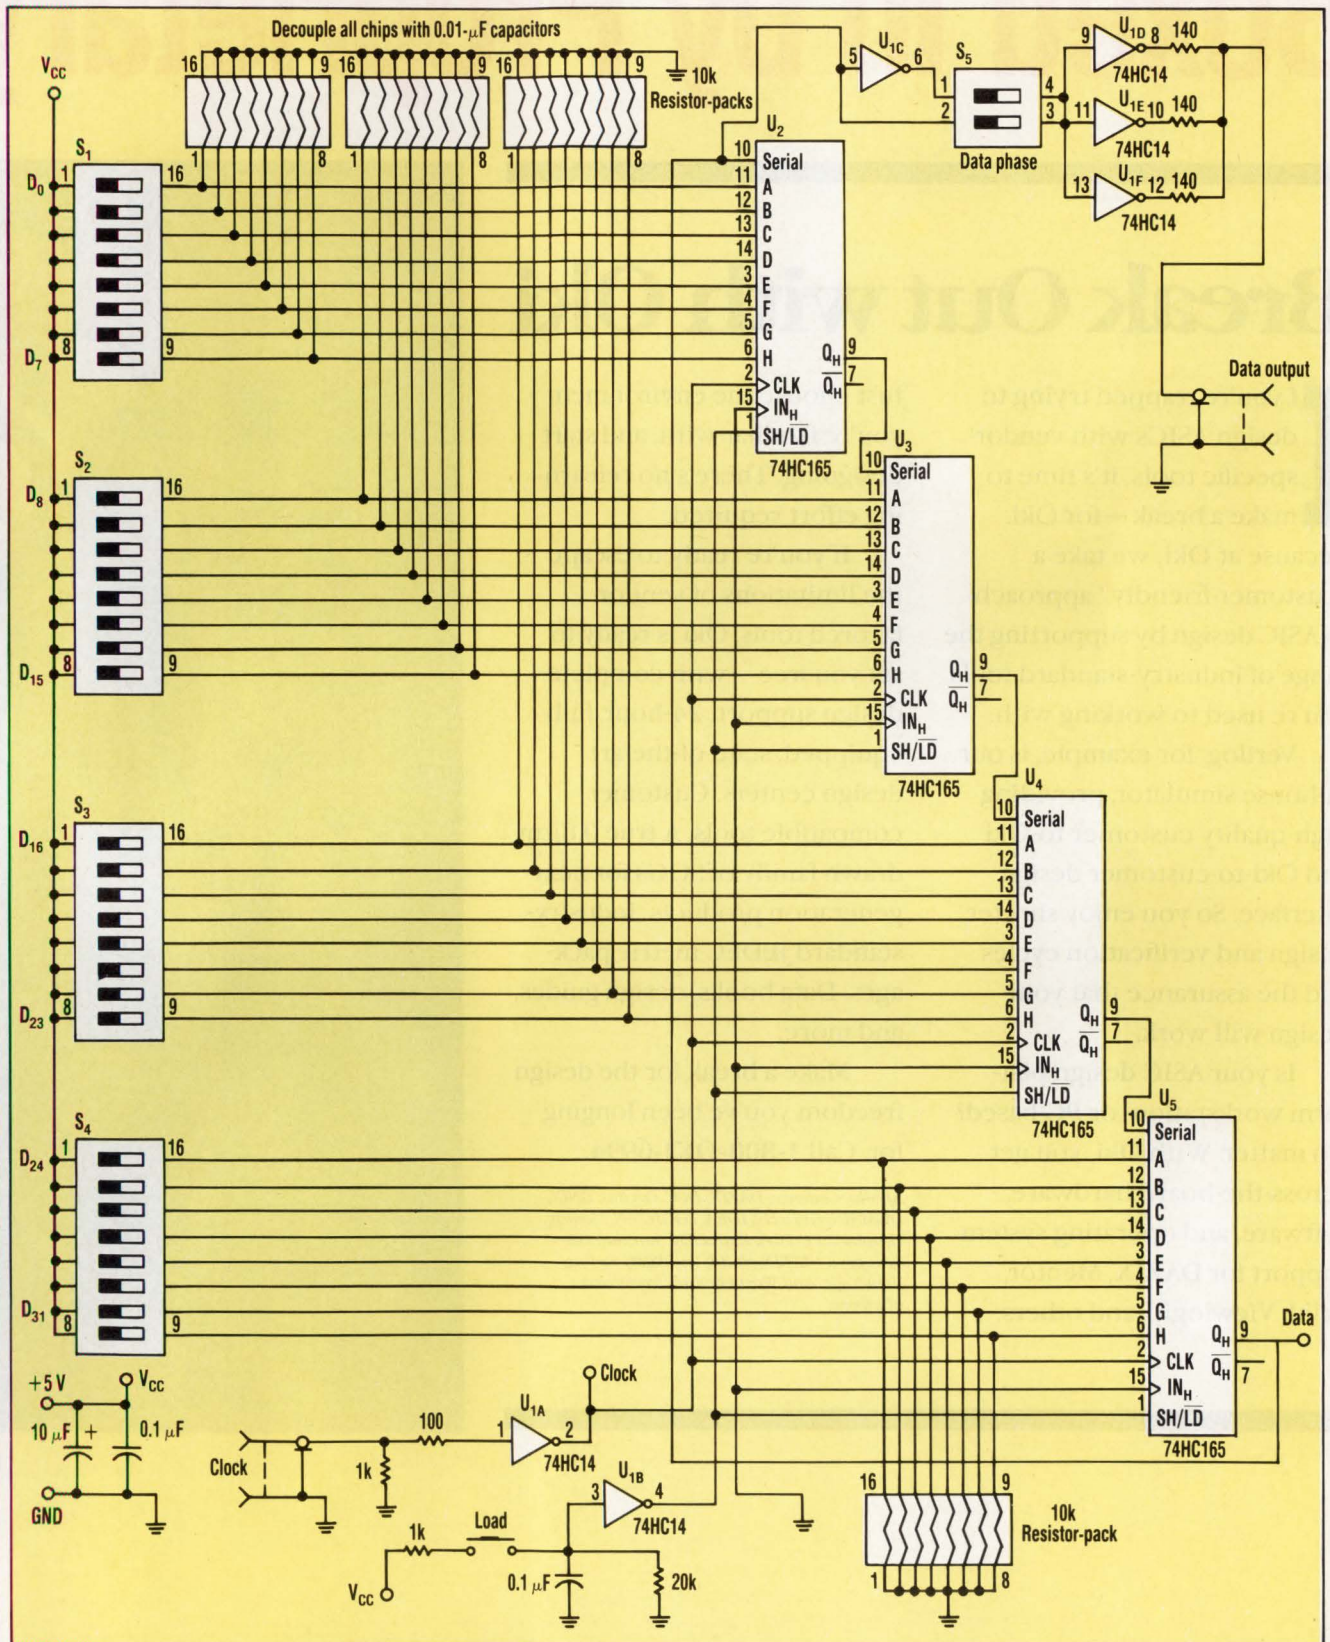 Decouple all chips with 0.01-μF capacitors
VCC
16 9 16 9 16 9
10k
Resistor-packs
1 8 1 8 1 8
5 U1C 6
S5
1 4
2 3
Data phase
9 U1D 8 140
74HC14
11 U1E 10 140
74HC14
13 U1F 12 140
74HC14
S1
D0 1 16
D7 8 9
U2
10 Serial
11 A
12 B
13 C
14 D
3 E
4 F
5 G
6 H
2 CLK
15 INH
1 SH/LD
QH 9
QH 7
74HC165
Data output
S2
D8 1 16
D15 8 9
U3
10 Serial
11 A
12 B
13 C
14 D
3 E
4 F
5 G
6 H
2 CLK
15 INH
1 SH/LD
QH 9
QH 7
74HC165
S3
D16 1 16
D23 8 9
U4
10 Serial
11 A
12 B
13 C
14 D
3 E
4 F
5 G
6 H
2 CLK
15 INH
1 SH/LD
QH 9
QH 7
74HC165
S4
D24 1 16
D31 8 9
U5
10 Serial
11 A
12 B
13 C
14 D
3 E
4 F
5 G
6 H
2 CLK
15 INH
1 SH/LD
QH 9
QH 7
74HC165
Data
+5 V
VCC
10 μF +
0.1 μF
GND
Clock
1k
100
1 U1A 2
74HC14
Clock
3 U1B 4
74HC14
1k
Load
VCC
0.1 μF
20k
16 9
10k
Resistor-pack
1 8